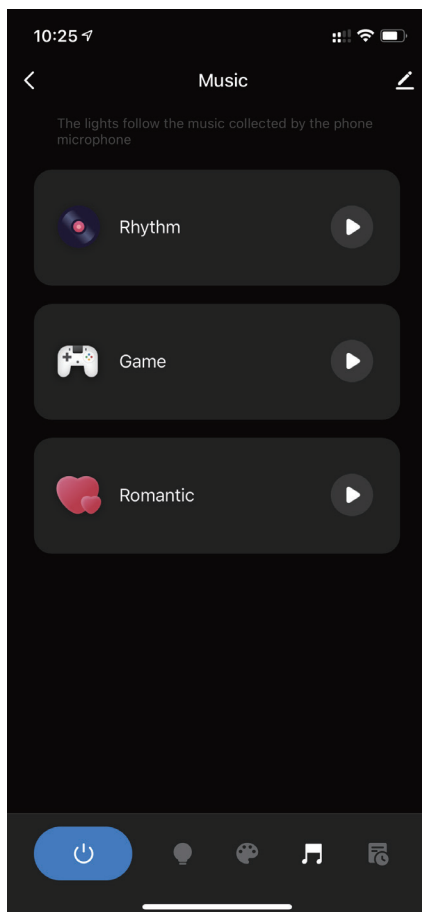 10:25
Music
The lights follow the music collected by the phone
microphone
Rhythm
Game
Romantic